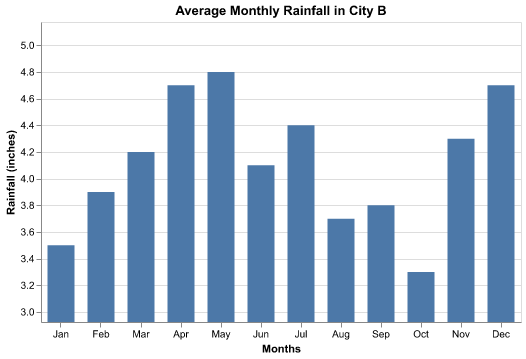 Average Monthly Rainfall in City B
Rainfall (inches)
5.0
4.8
4.6
4.4
4.2
4.0
3.8
3.6
3.4
3.2
3.0
Jan Feb Mar Apr May Jun Jul Aug Sep Oct Nov Dec
Months